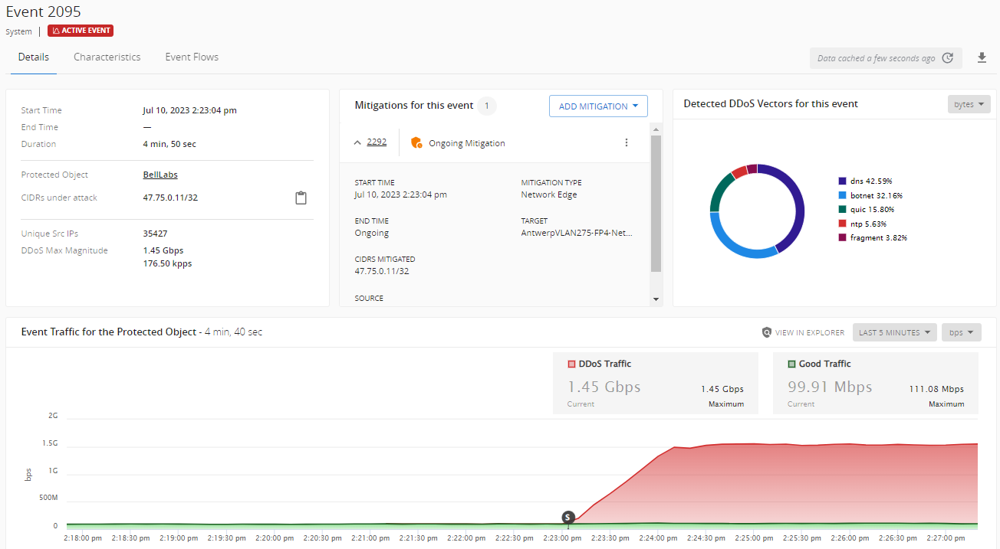 Event 2095
System | ACTIVE EVENT
Details Characteristics Event Flows
Data cached a few seconds ago
Start Time Jul 10, 2023 2:23:04 pm
End Time —
Duration 4 min, 50 sec
Protected Object BellLabs
CIDRs under attack 47.75.0.11/32
Unique Src IPs 35427
DDoS Max Magnitude 1.45 Gbps
176.50 kpps
Mitigations for this event 1
ADD MITIGATION
2292 Ongoing Mitigation
START TIME MITIGATION TYPE
Jul 10, 2023 2:23:04 pm Network Edge
END TIME TARGET
Ongoing AntwerpVLAN275-FP4-Net...
CIDRS MITIGATED
47.75.0.11/32
SOURCE
Detected DDoS Vectors for this event
bytes
dns 42.59%
botnet 32.16%
quic 15.80%
ntp 5.63%
fragment 3.82%
Event Traffic for the Protected Object - 4 min, 40 sec
VIEW IN EXPLORER LAST 5 MINUTES bps
DDoS Traffic
1.45 Gbps 1.45 Gbps
Current Maximum
Good Traffic
99.91 Mbps 111.08 Mbps
Current Maximum
2G
1.5G
1G
500M
0
bps
S
2:18:00 pm 2:18:30 pm 2:19:00 pm 2:19:30 pm 2:20:00 pm 2:20:30 pm 2:21:00 pm 2:21:30 pm 2:22:00 pm 2:22:30 pm 2:23:00 pm 2:23:30 pm 2:24:00 pm 2:24:30 pm 2:25:00 pm 2:25:30 pm 2:26:00 pm 2:26:30 pm 2:27:00 pm